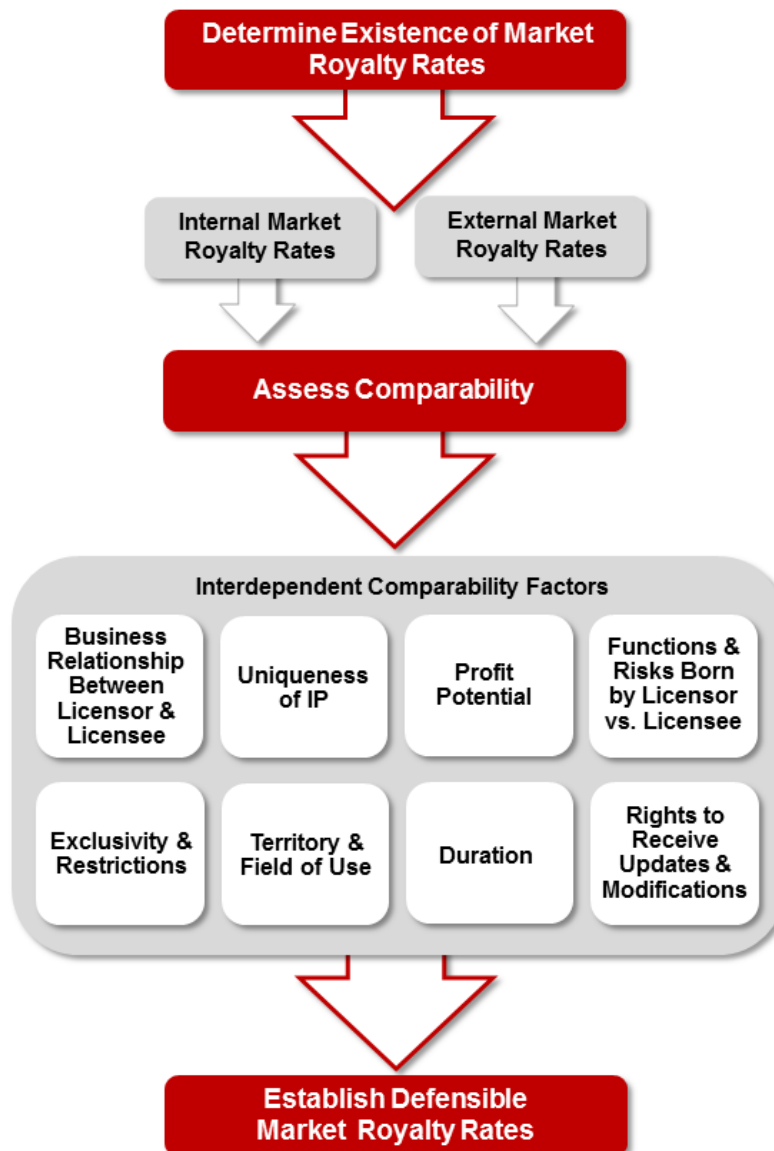 Determine Existence of Market
Royalty Rates
Internal Market
Royalty Rates
External Market
Royalty Rates
Assess Comparability
Interdependent Comparability Factors
Business
Relationship
Between
Licensor &
Licensee
Uniqueness
of IP
Profit
Potential
Functions &
Risks Born
by Licensor
vs. Licensee
Exclusivity &
Restrictions
Territory &
Field of Use
Duration
Rights to
Receive
Updates &
Modifications
Establish Defensible
Market Royalty Rates